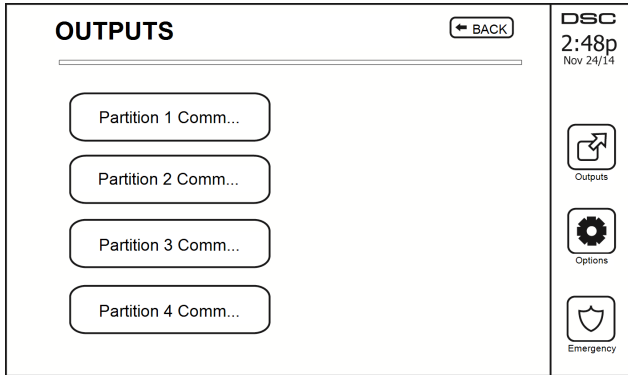 OUTPUTS
BACK
Partition 1 Comm...
Partition 2 Comm...
Partition 3 Comm...
Partition 4 Comm...
DSC
2:48p
Nov 24/14
Outputs
Options
Emergency